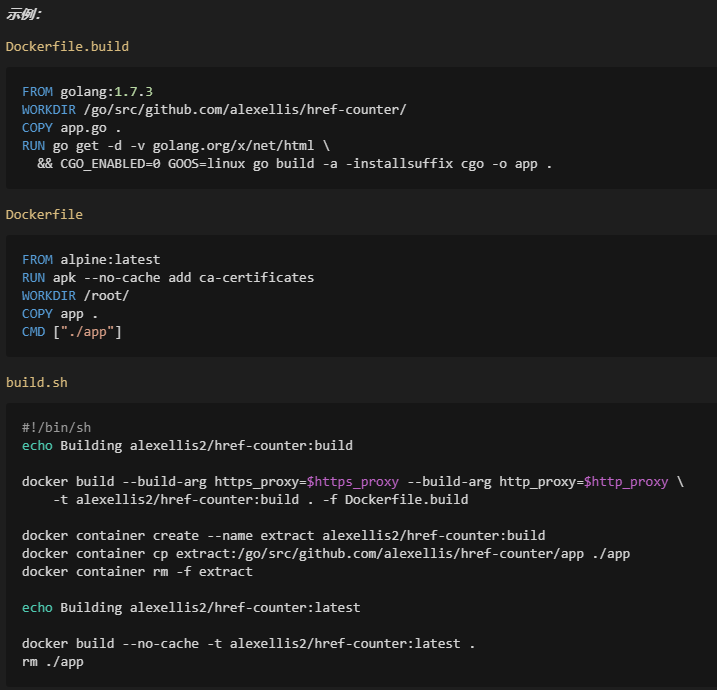 示例:
Dockerfile.build
FROM golang:1.7.3
WORKDIR /go/src/github.com/alexellis/href-counter/
COPY app.go .
RUN go get -d -v golang.org/x/net/html \
  && CGO_ENABLED=0 GOOS=linux go build -a -installsuffix cgo -o app .
Dockerfile
FROM alpine:latest
RUN apk --no-cache add ca-certificates
WORKDIR /root/
COPY app .
CMD ["./app"]
build.sh
#!/bin/sh
echo Building alexellis2/href-counter:build
docker build --build-arg https_proxy=$https_proxy --build-arg http_proxy=$http_proxy \
    -t alexellis2/href-counter:build . -f Dockerfile.build
docker container create --name extract alexellis2/href-counter:build
docker container cp extract:/go/src/github.com/alexellis/href-counter/app ./app
docker container rm -f extract
echo Building alexellis2/href-counter:latest
docker build --no-cache -t alexellis2/href-counter:latest .
rm ./app